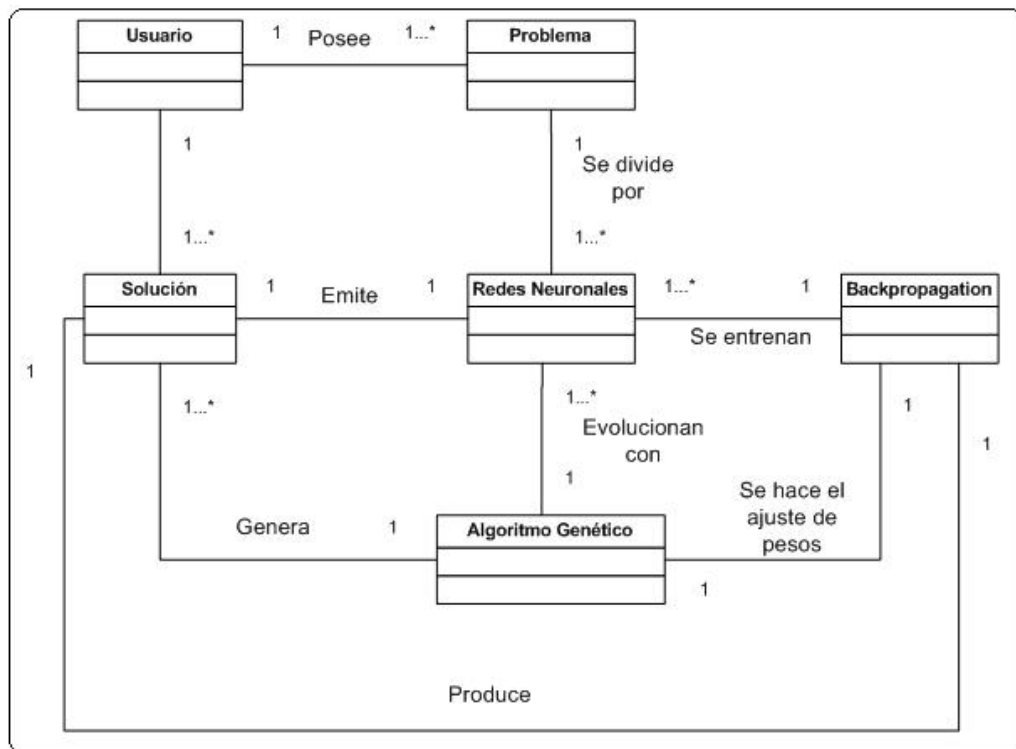 Usuario
1
Posee
1...*
Problema
1
1
Se divide
por
1...*
1...*
Solución
1
Emite
1
Redes Neuronales
1...*
1
Backpropagation
Se entrenan
1
1...*
1...*
Evolucionan
con
1
1
1
Se hace el
ajuste de
pesos
Genera
1
Algoritmo Genético
1
Produce